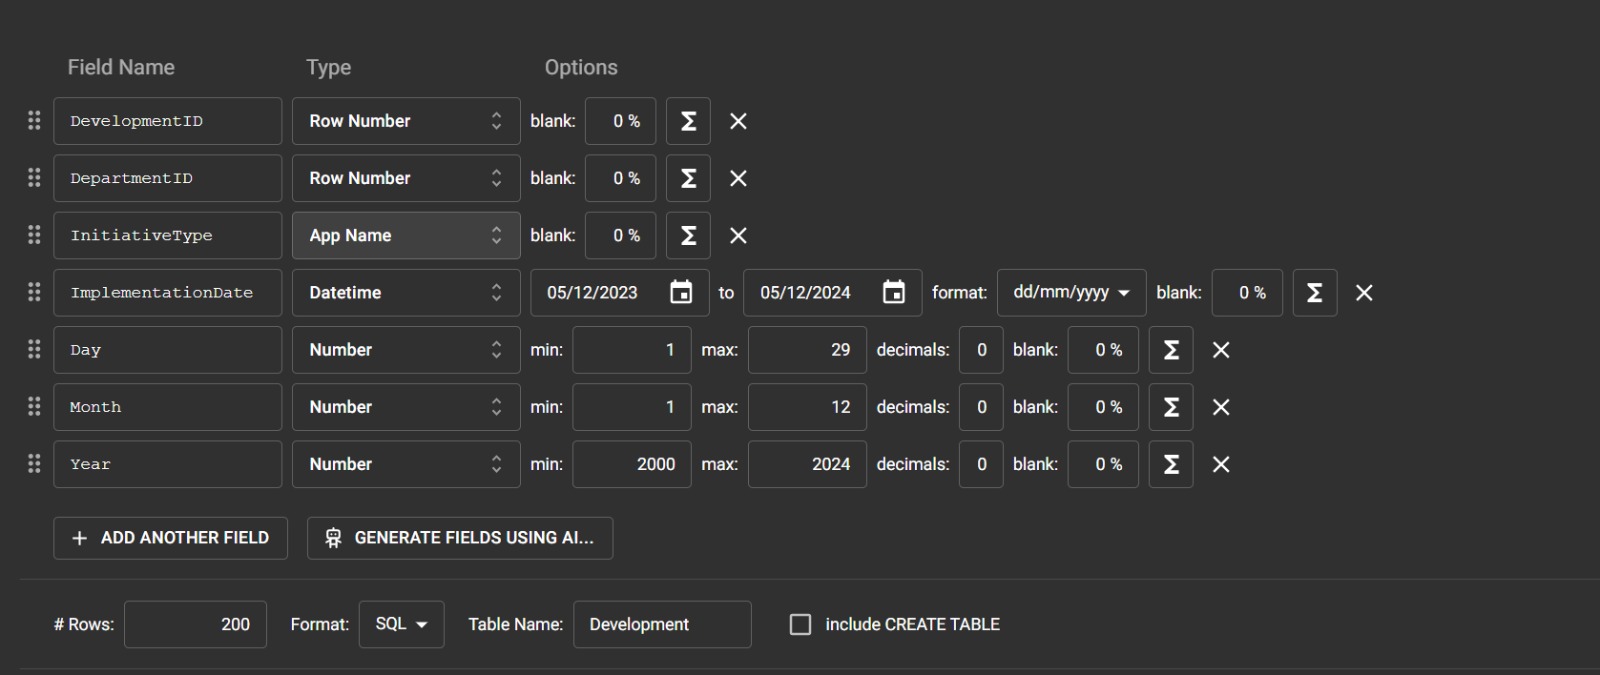 Field Name Type Options
DevelopmentID Row Number blank: 0 % Σ
DepartmentID Row Number blank: 0 % Σ
InitiativeType App Name blank: 0 % Σ
ImplementationDate Datetime 05/12/2023 to 05/12/2024 format: dd/mm/yyyy blank: 0 % Σ
Day Number min: 1 max: 29 decimals: 0 blank: 0 % Σ
Month Number min: 1 max: 12 decimals: 0 blank: 0 % Σ
Year Number min: 2000 max: 2024 decimals: 0 blank: 0 % Σ
+ ADD ANOTHER FIELD GENERATE FIELDS USING AI...
# Rows: 200 Format: SQL Table Name: Development include CREATE TABLE